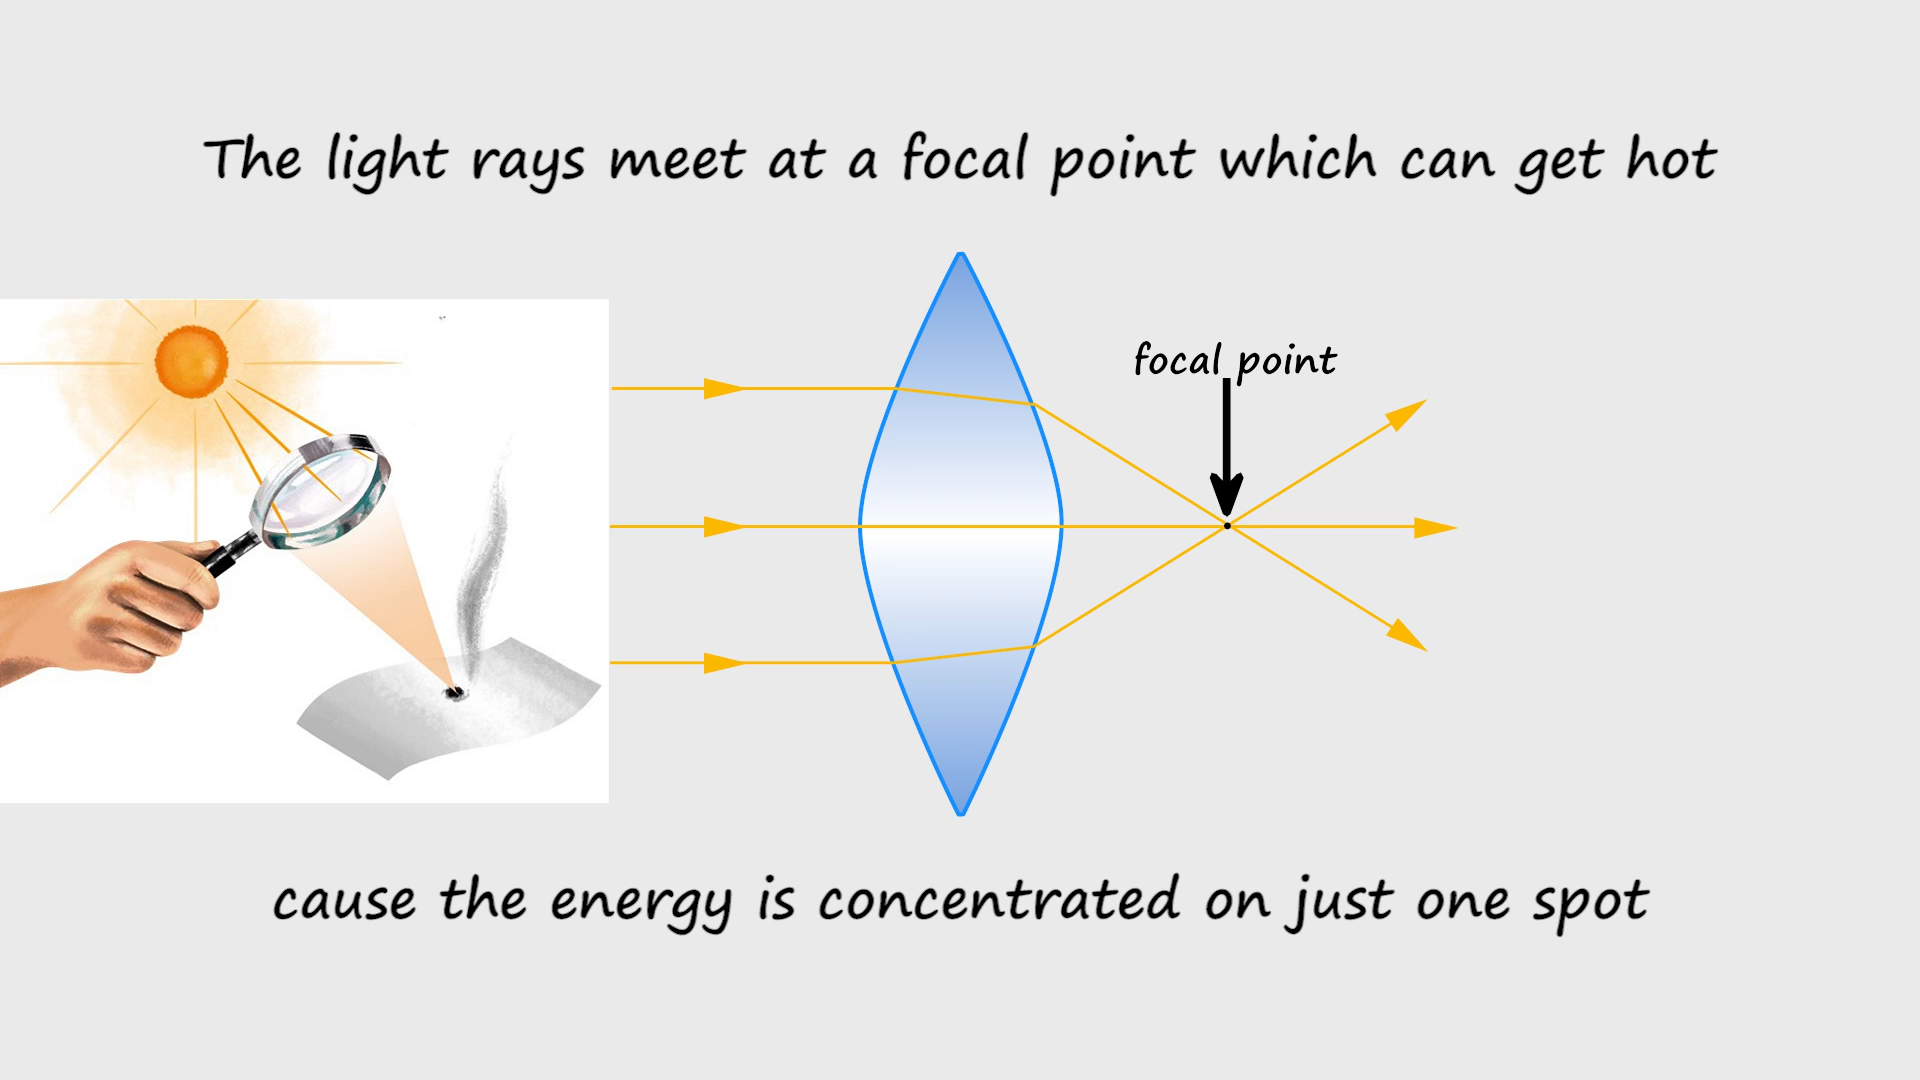 The light rays meet at a focal point which can get hot
focal point
cause the energy is concentrated on just one spot